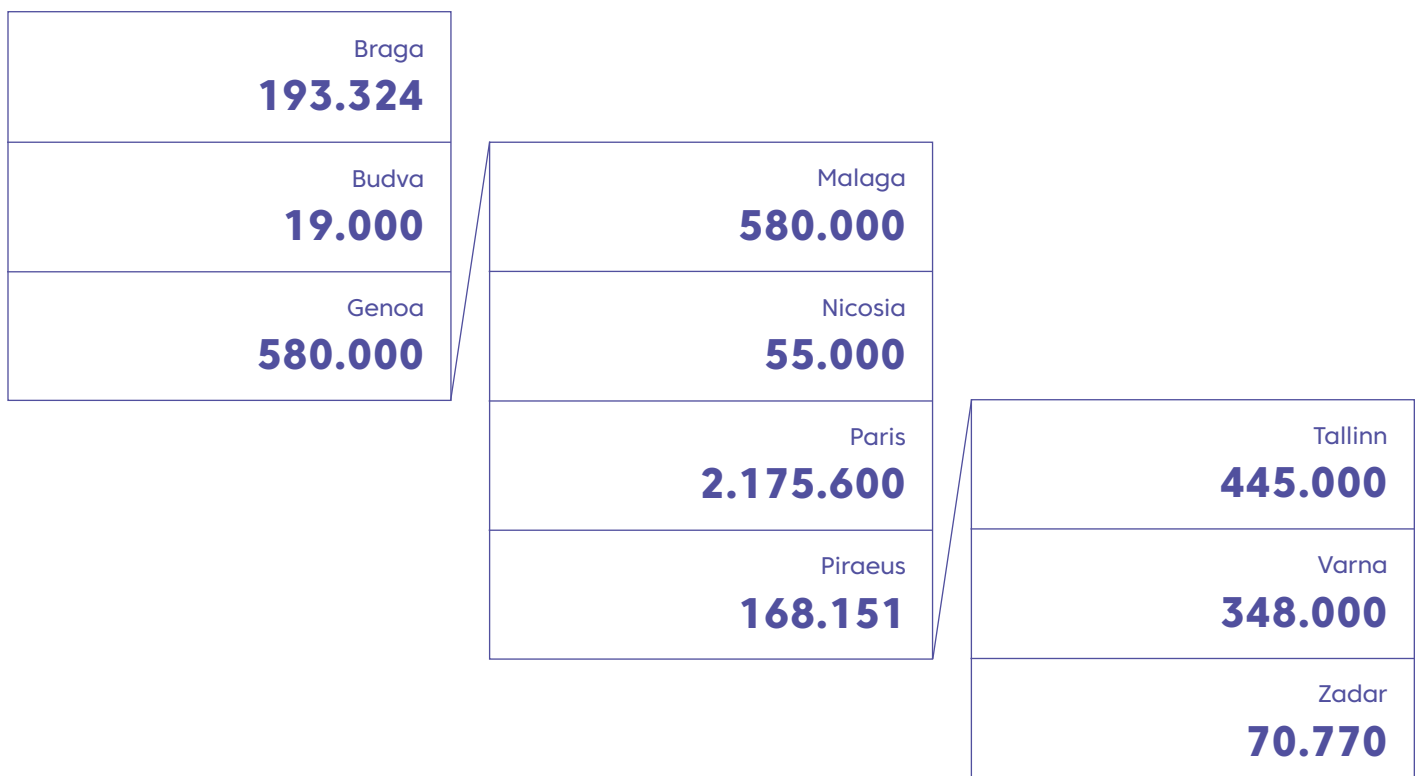 Braga
193.324
Budva
19.000
Genoa
580.000
Malaga
580.000
Nicosia
55.000
Paris
2.175.600
Piraeus
168.151
Tallinn
445.000
Varna
348.000
Zadar
70.770